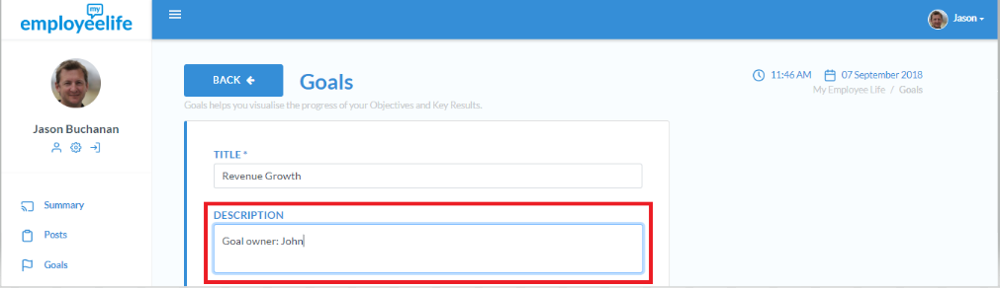 my
employeelife
Jason
BACK
Goals
11:46 AM
07 September 2018
Goals helps you visualise the progress of your Objectives and Key Results.
My Employee Life / Goals
Jason Buchanan
TITLE *
Revenue Growth
DESCRIPTION
Goal owner: John
Summary
Posts
Goals